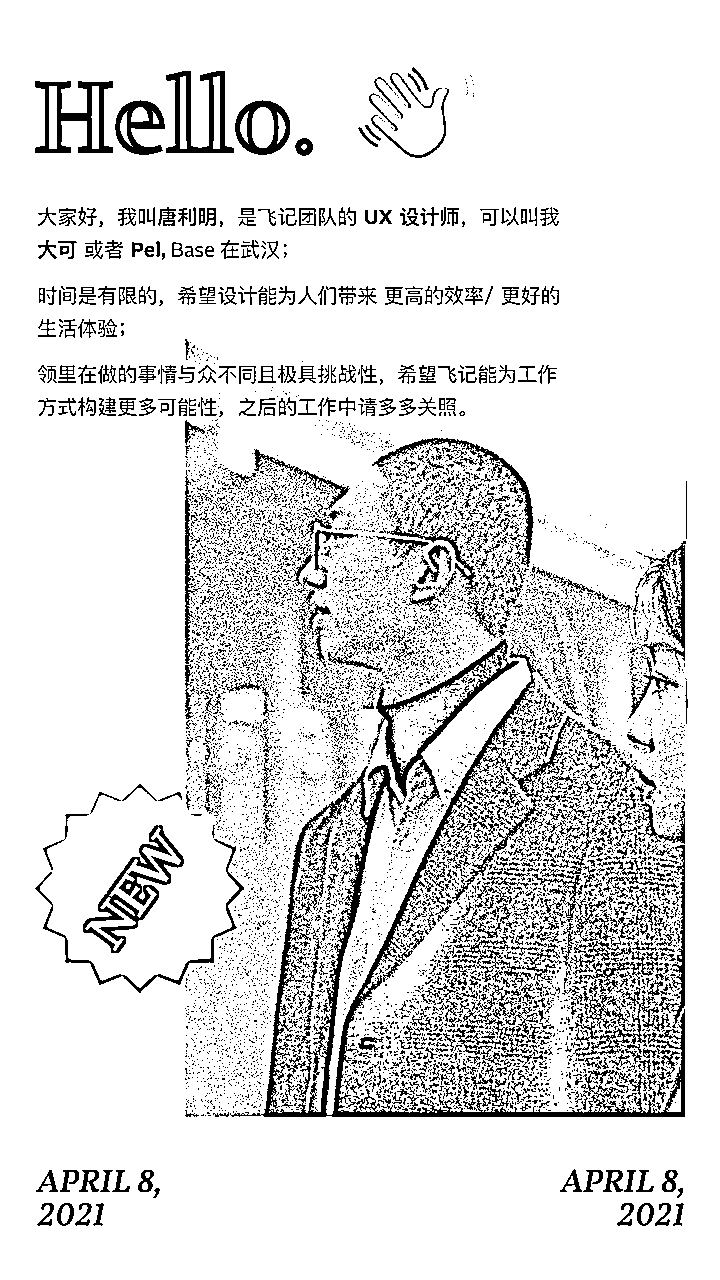 Hello.
大家好，我叫唐利明，是飞记团队的 UX 设计师，可以叫我
大可 或者 Pel, Base 在武汉；
时间是有限的，希望设计能为人们带来 更高的效率/ 更好的
生活体验；
领里在做的事情与众不同且极具挑战性，希望飞记能为工作
方式构建更多可能性，之后的工作中请多多关照。
NEW
APRIL 8,
2021
APRIL 8,
2021